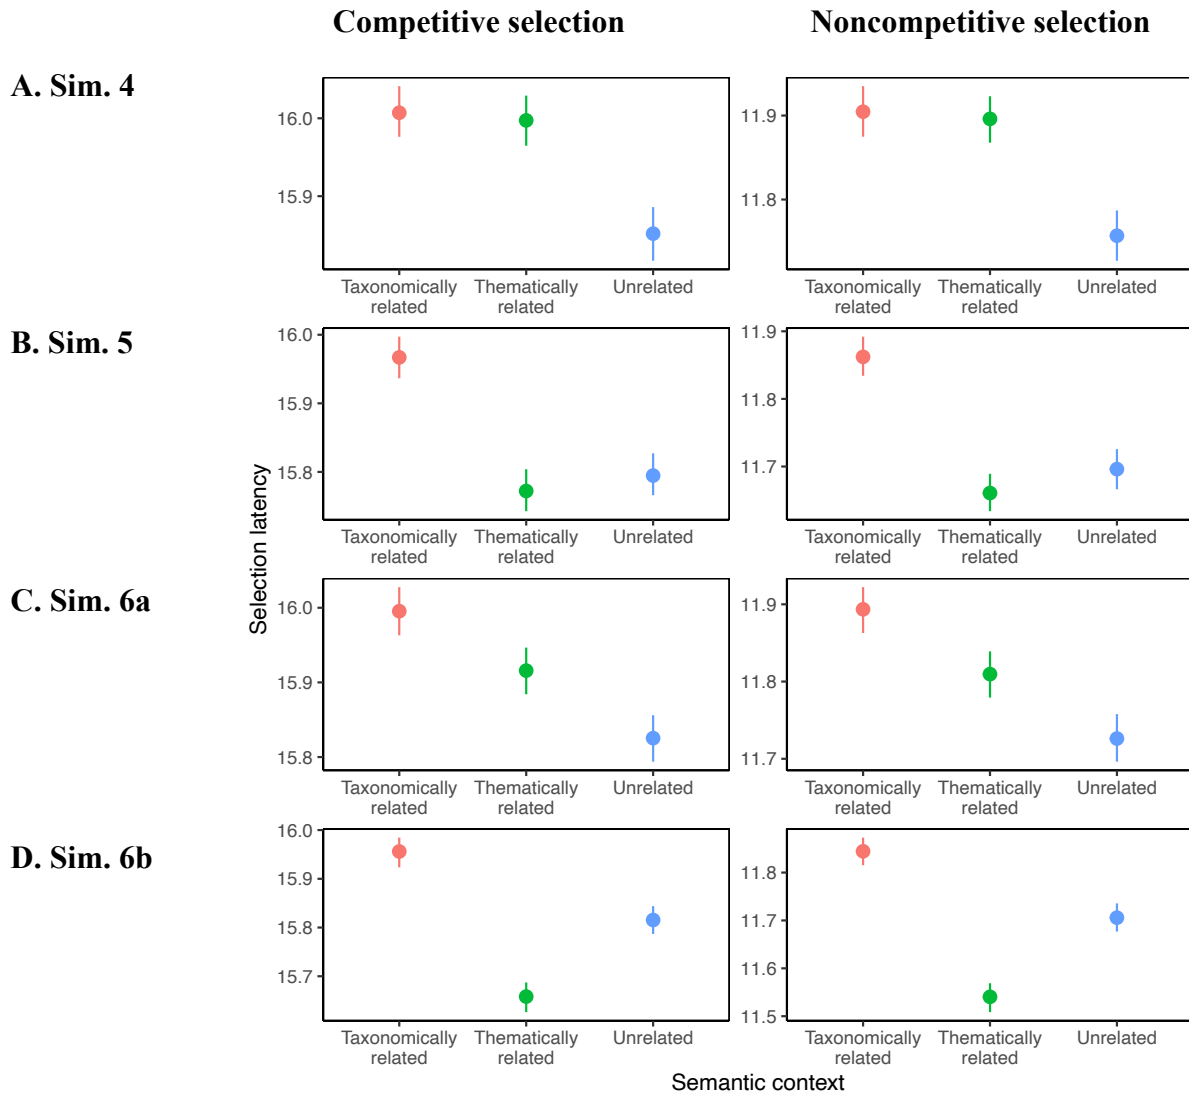 Competitive selection
Noncompetitive selection
A. Sim. 4
16.0
15.9
Taxonomically related
Thematically related
Unrelated
11.9
11.8
Taxonomically related
Thematically related
Unrelated
B. Sim. 5
16.0
15.9
15.8
Taxonomically related
Thematically related
Unrelated
11.9
11.8
11.7
Taxonomically related
Thematically related
Unrelated
Selection latency
C. Sim. 6a
16.0
15.9
15.8
Taxonomically related
Thematically related
Unrelated
11.9
11.8
11.7
Taxonomically related
Thematically related
Unrelated
D. Sim. 6b
16.0
15.9
15.8
15.7
Taxonomically related
Thematically related
Unrelated
11.8
11.7
11.6
11.5
Taxonomically related
Thematically related
Unrelated
Semantic context